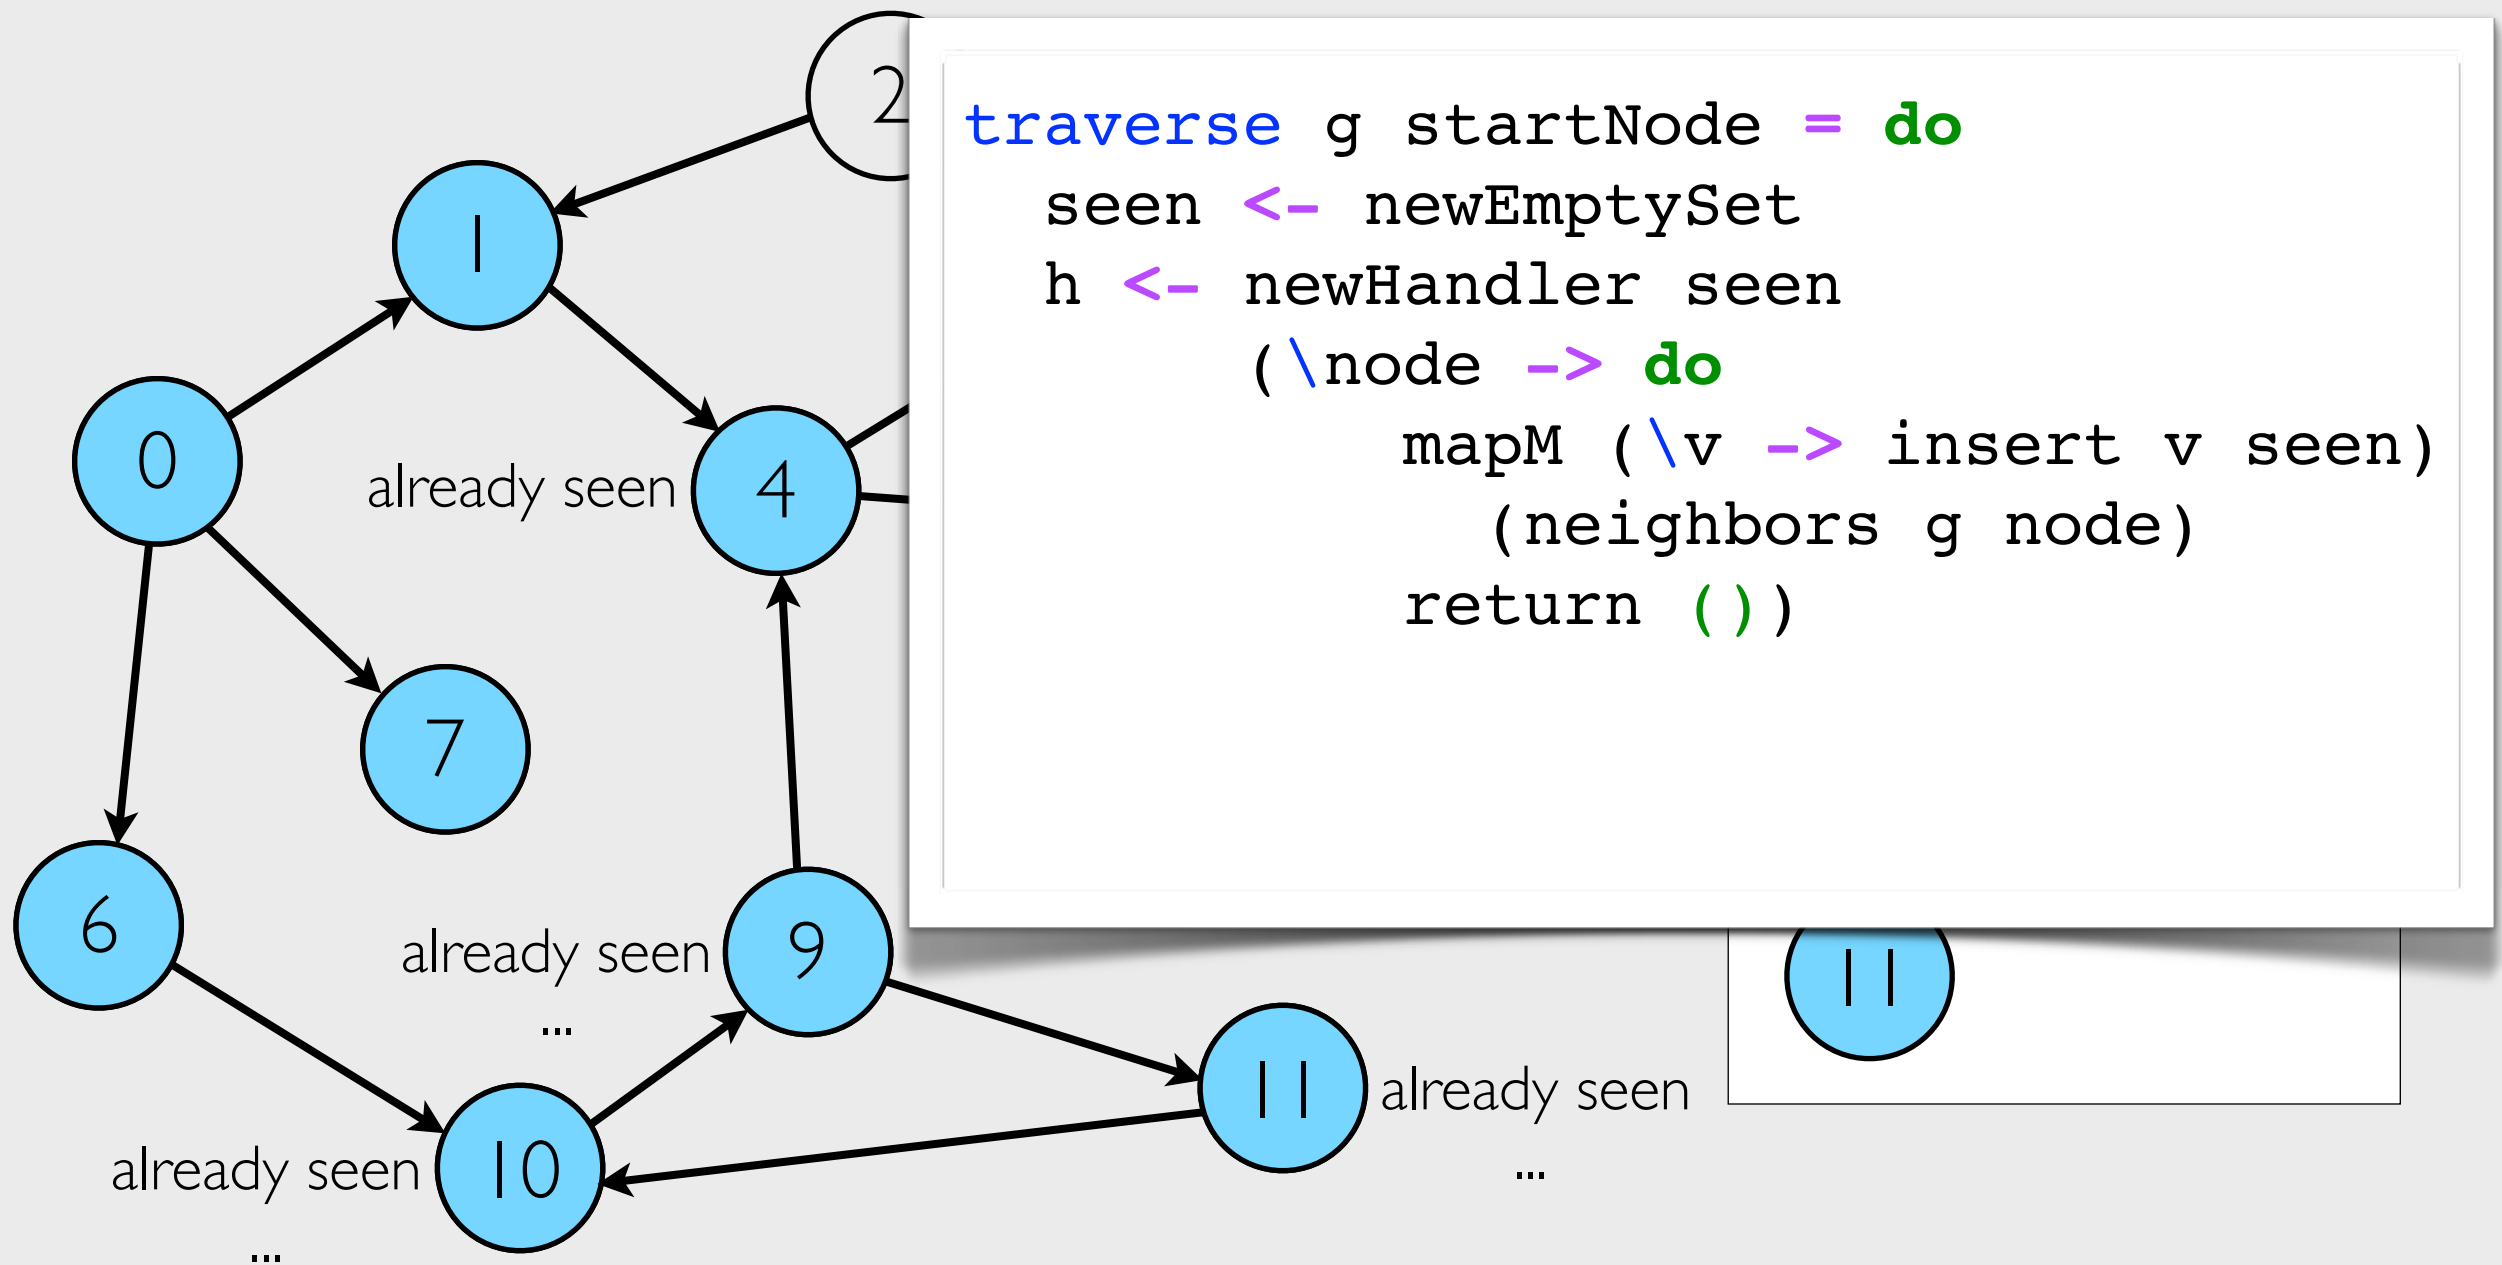 2
traverse g startNode = do
seen <- newEmptySet
h <- newHandler seen
(\node -> do
mapM (\v -> insert v seen)
(neighbors g node)
return ())
1
0
already seen
4
7
6
already seen
9
...
11
already seen
11
...
already seen
10
...